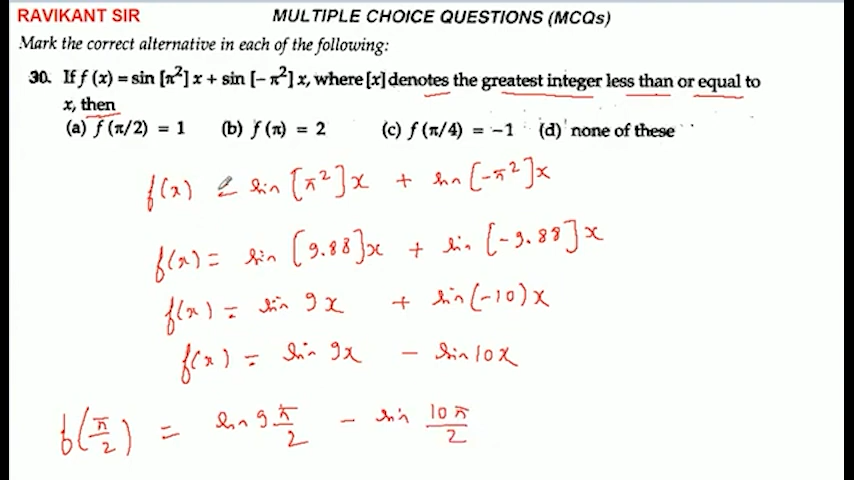 RAVIKANT SIR MULTIPLE CHOICE QUESTIONS (MCQs)
Mark the correct alternative in each of the following:
30. If f (x) = sin [π²] x + sin [− π²] x, where [x] denotes the greatest integer less than or equal to
x, then
(a) f (π/2) = 1 (b) f (π) = 2 (c) f (π/4) = −1 (d) none of these
f(x) = sin [π²]x + sin [-π²]x
f(x) = sin [9.88]x + sin [-9.88]x
f(x) = sin 9x + sin(-10)x
f(x) = sin 9x - sin 10x
f(π/2) = sin 9π/2 - sin 10π/2